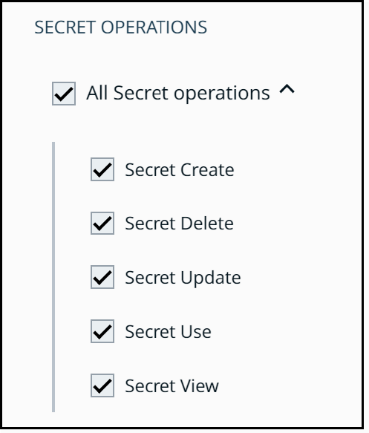 SECRET OPERATIONS
All Secret operations
Secret Create
Secret Delete
Secret Update
Secret Use
Secret View